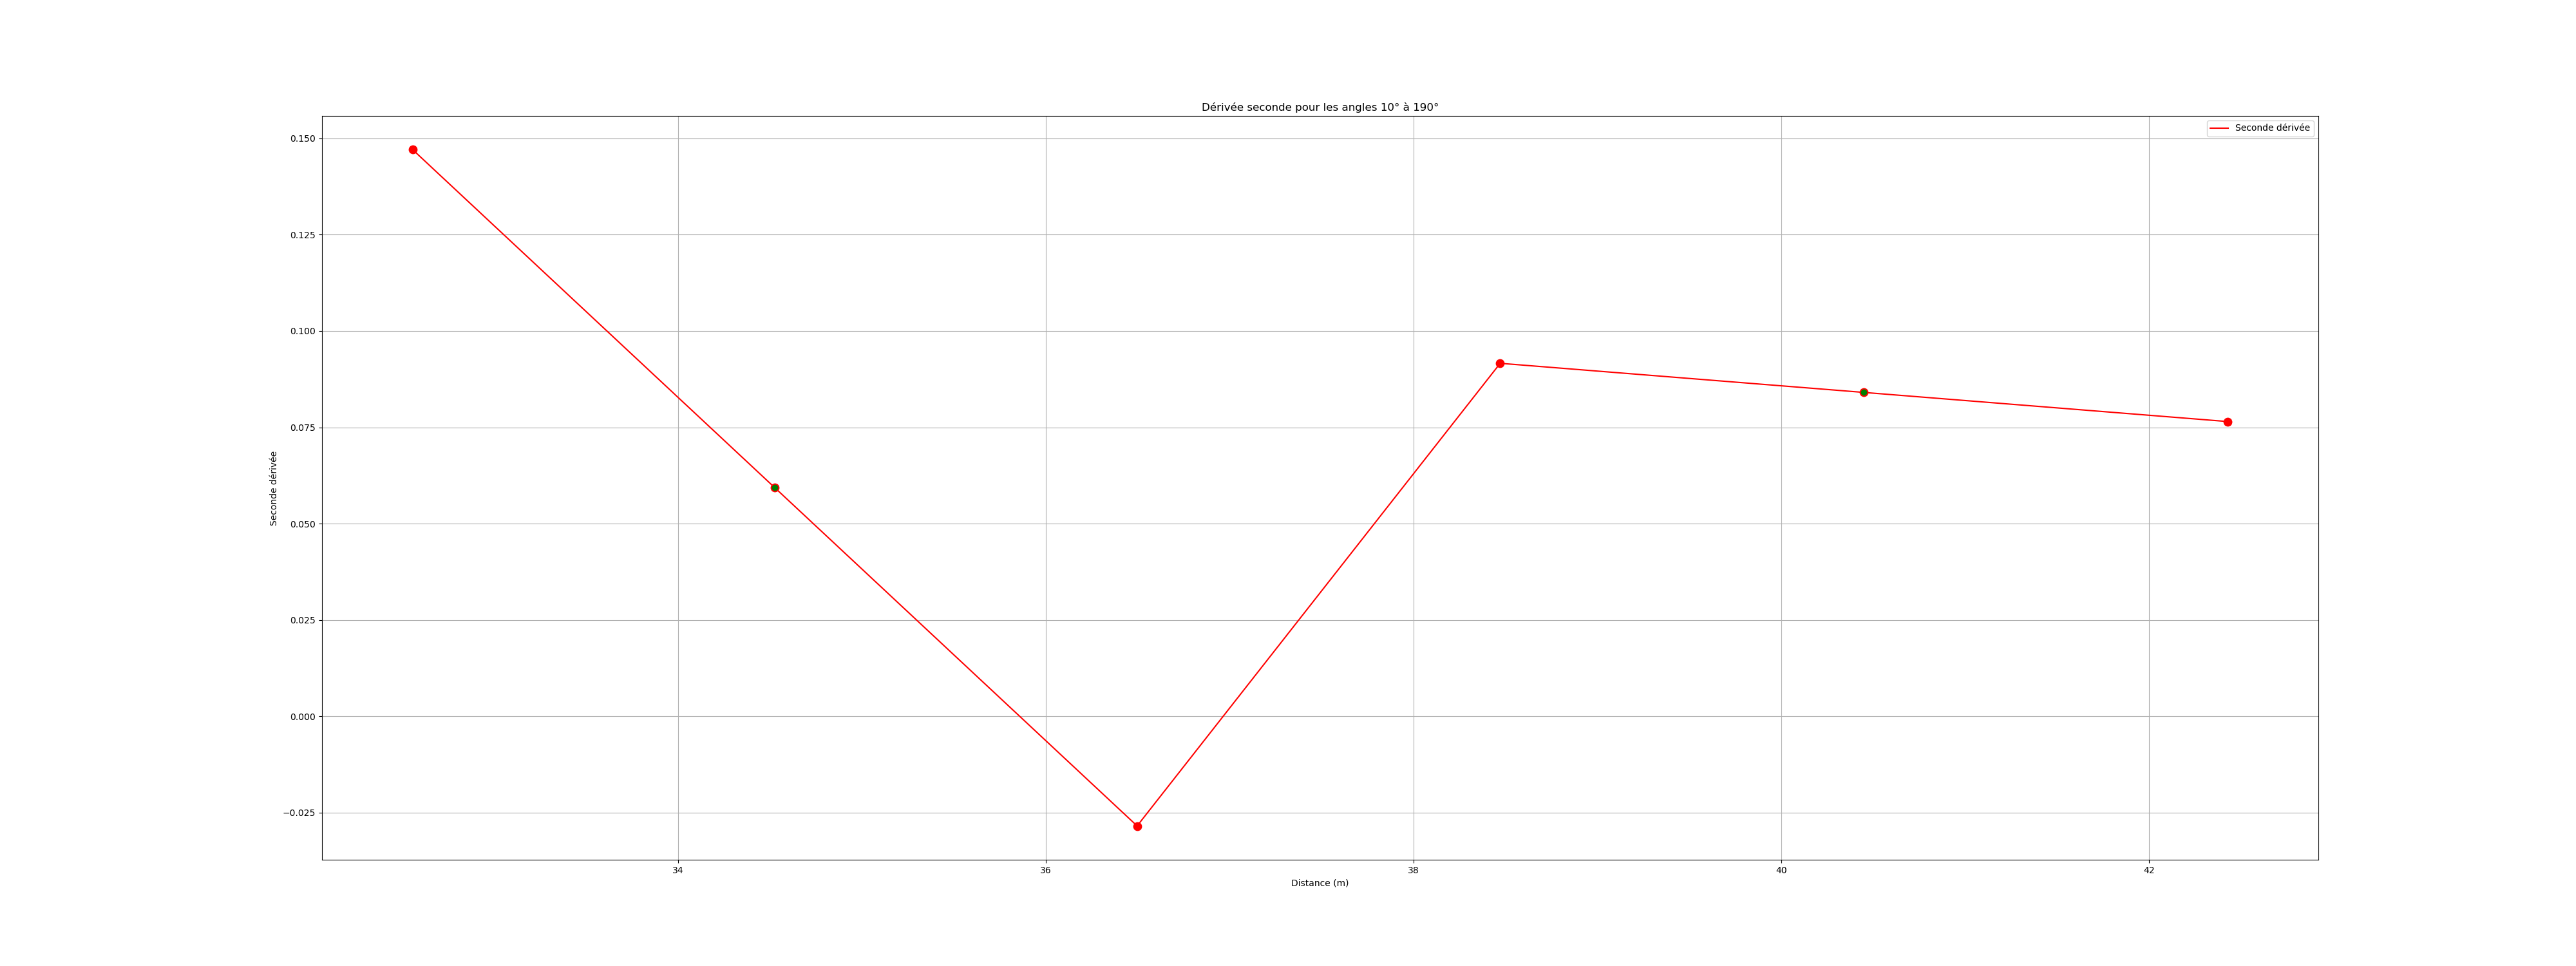 Dérivée seconde pour les angles 10° à 190°
Seconde dérivée
0.150
0.125
0.100
0.075
0.050
0.025
0.000
−0.025
Seconde dérivée
34 36 38 40 42
Distance (m)